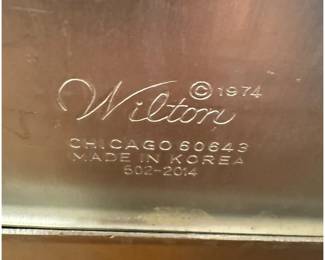 Wilton © 1974
CHICAGO 60643
MADE IN KOREA
502-2014